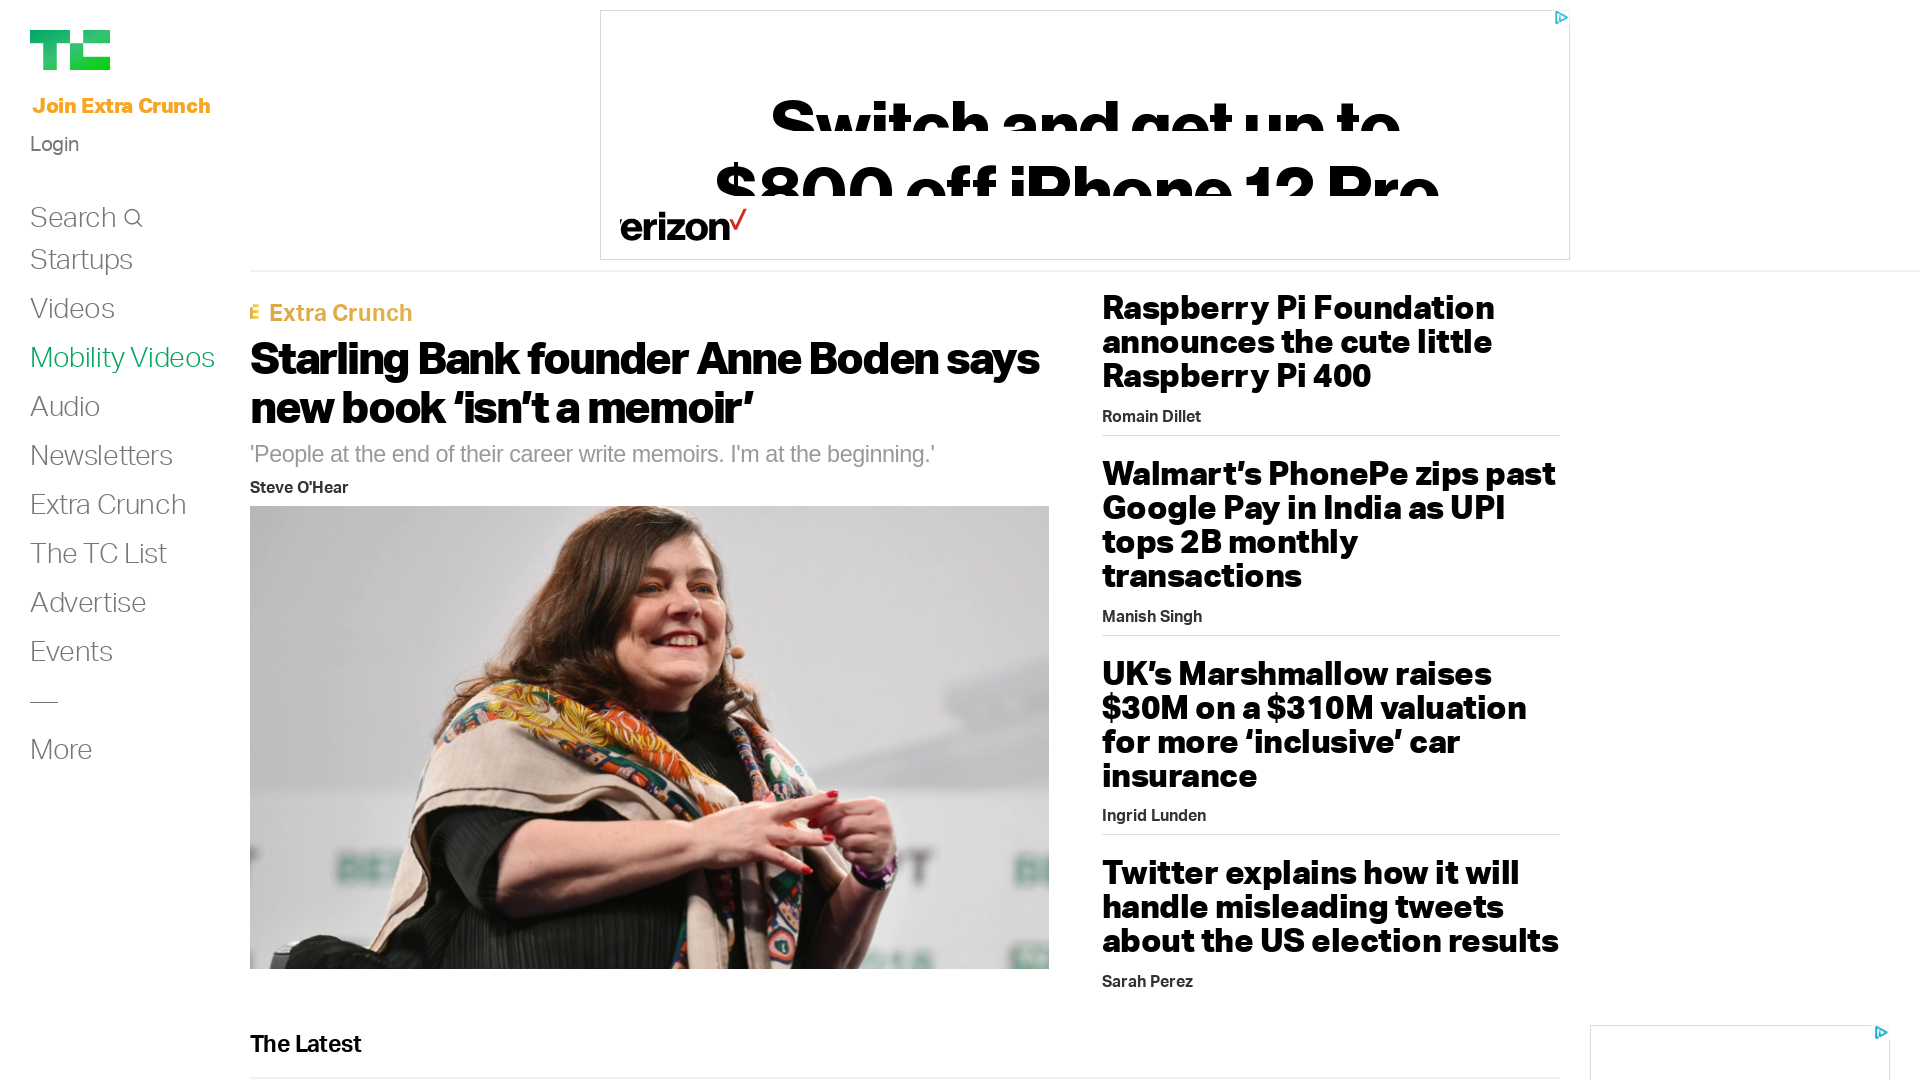 TC
Join Extra Crunch
Login
Search
Startups
Videos
Mobility Videos
Audio
Newsletters
Extra Crunch
The TC List
Advertise
Events
More
Switch and get up to
$800 off iPhone 12 Pro
erizon
E Extra Crunch
Starling Bank founder Anne Boden says
new book ‘isn’t a memoir’
'People at the end of their career write memoirs. I'm at the beginning.'
Steve O'Hear
Raspberry Pi Foundation
announces the cute little
Raspberry Pi 400
Romain Dillet
Walmart’s PhonePe zips past
Google Pay in India as UPI
tops 2B monthly
transactions
Manish Singh
UK’s Marshmallow raises
$30M on a $310M valuation
for more ‘inclusive’ car
insurance
Ingrid Lunden
Twitter explains how it will
handle misleading tweets
about the US election results
Sarah Perez
The Latest